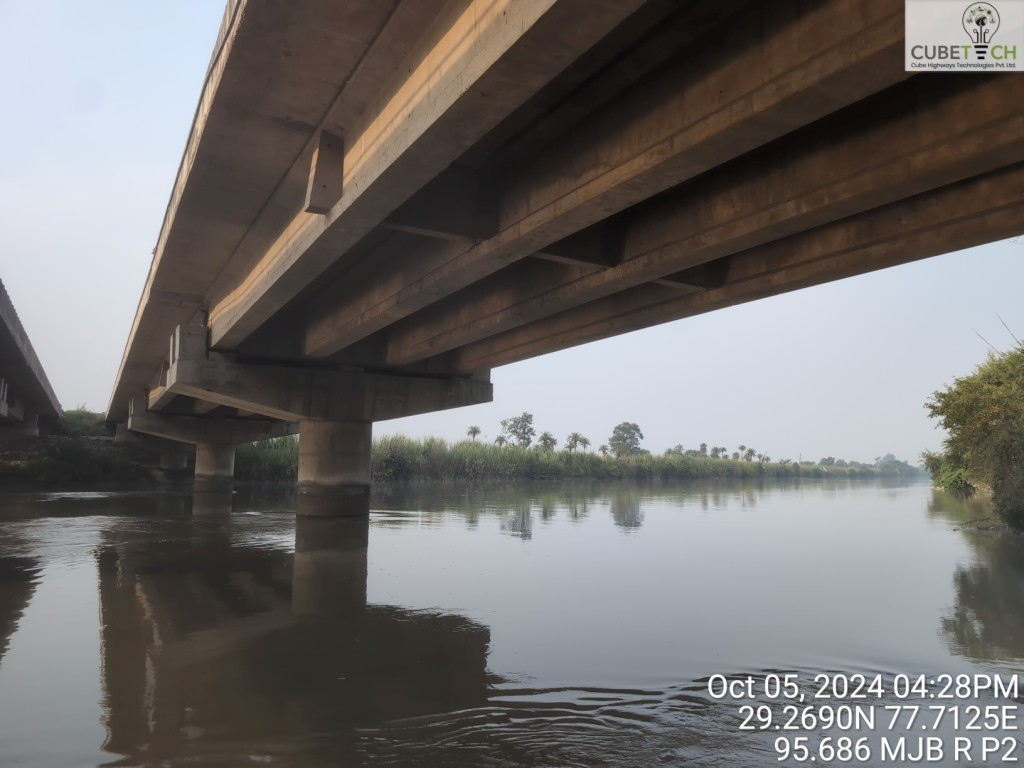 CUBETECH
Cube Highways Technologies Pvt. Ltd.
Oct 05, 2024 04:28PM
29.2690N 77.7125E
95.686 MJB R P2